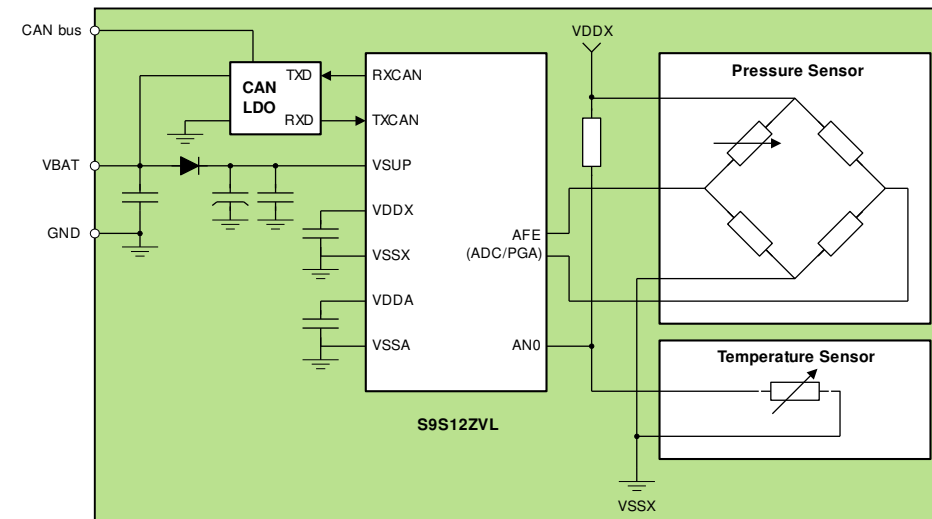 CAN bus
VDDX
Pressure Sensor
CAN
LDO
TXD
RXD
RXCAN
TXCAN
VBAT
VSUP
VDDX
GND
AFE
(ADC/PGA)
VSSX
VDDA
VSSA
AN0
Temperature Sensor
S9S12ZVL
VSSX